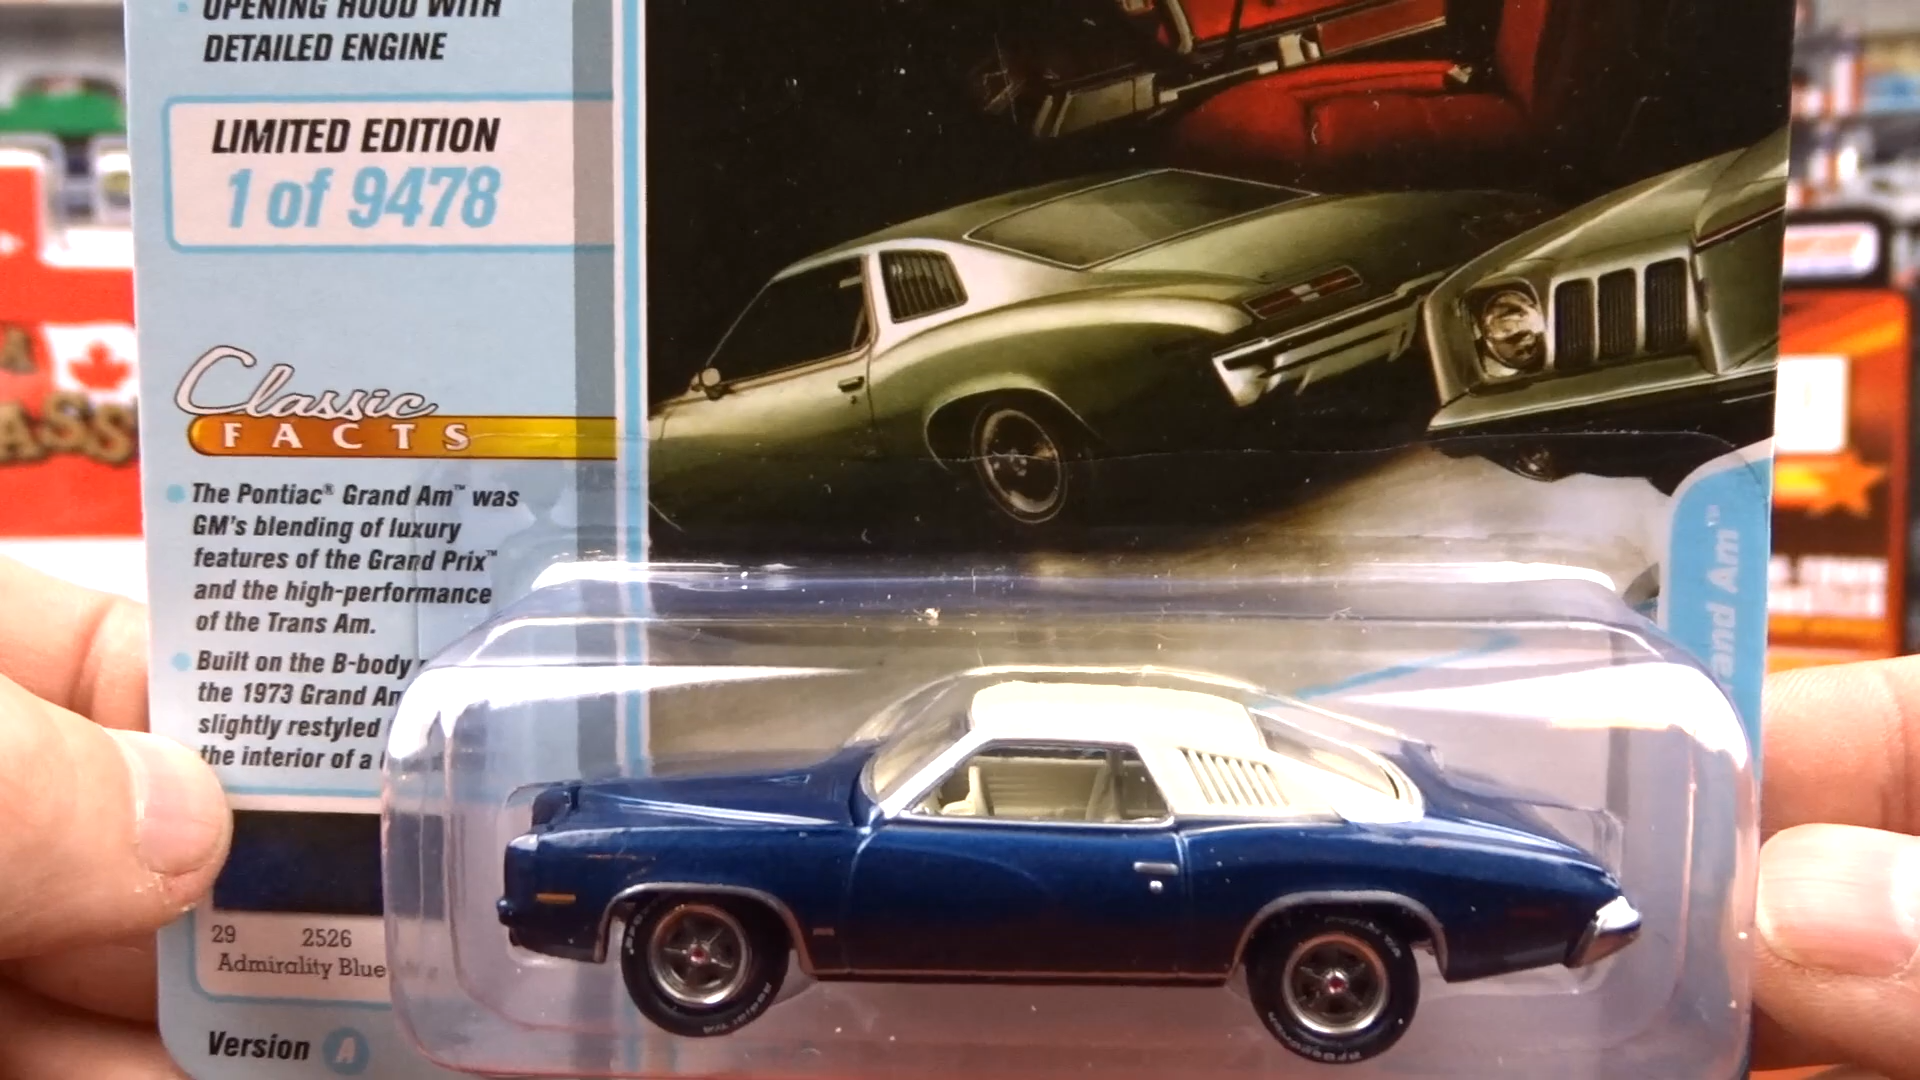 OPENING HOOD WITH
DETAILED ENGINE
LIMITED EDITION
1 of 9478
Classic
FACTS
The Pontiac® Grand Am™ was
GM's blending of luxury
features of the Grand Prix™
and the high-performance
of the Trans Am.
Built on the B-body
the 1973 Grand Am
slightly restyled
the interior of a
29 2526
Admirality Blue
Version A
and Am™
A
ASS